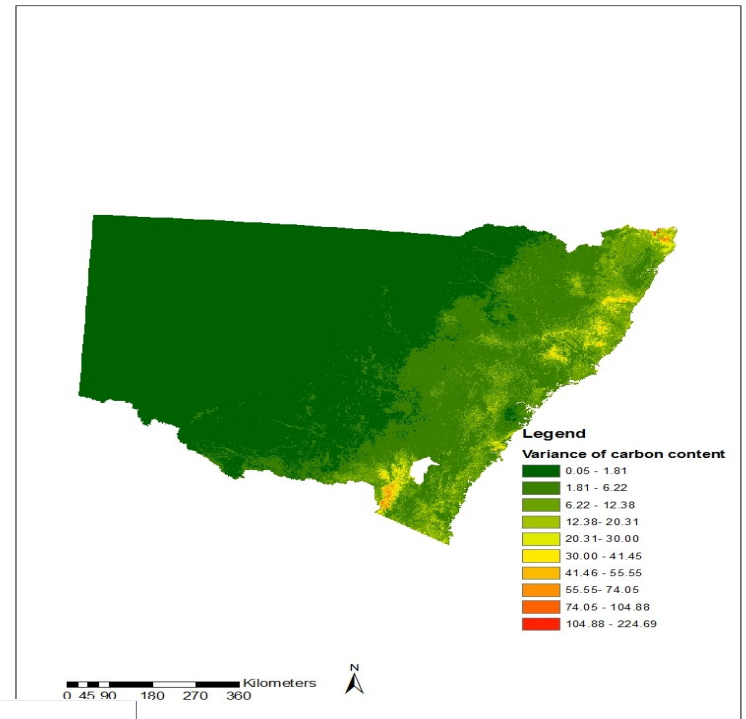 Legend
Variance of carbon content
0.05 - 1.81
1.81 - 6.22
6.22 - 12.38
12.38- 20.31
20.31- 30.00
30.00 - 41.45
41.46 - 55.55
55.55- 74.05
74.05 - 104.88
104.88 - 224.69
N
Kilometers
0 45 90 180 270 360